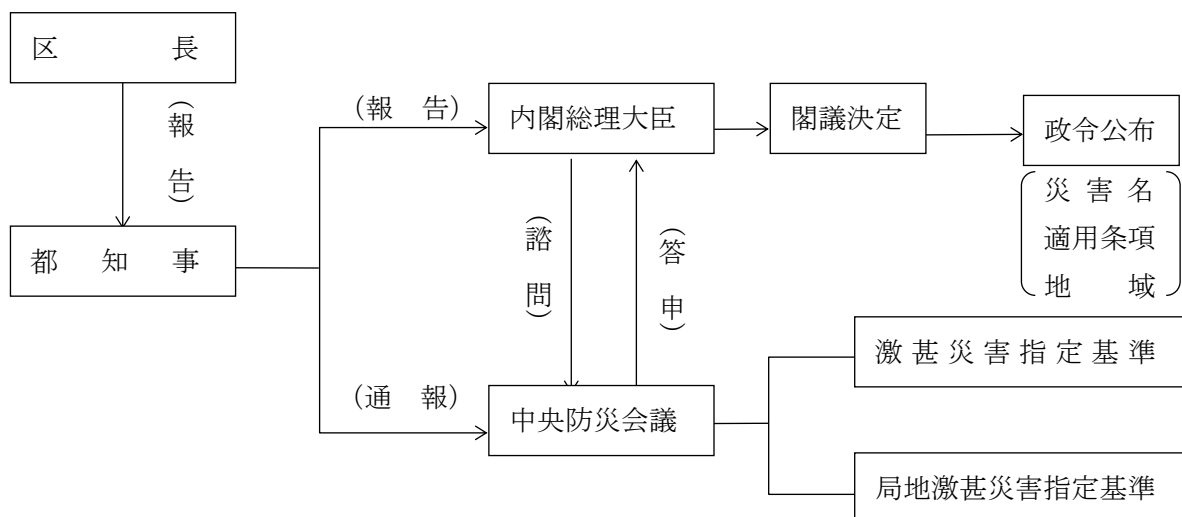 区　　　長
（報　告）
都　知　事
（報　告）
内閣総理大臣
閣議決定
政令公布
災 害 名
適用条項
地　　域
（諮　問）
（答　申）
（通　報）
中央防災会議
激 甚 災 害 指 定 基 準
局地激甚災害指定基準